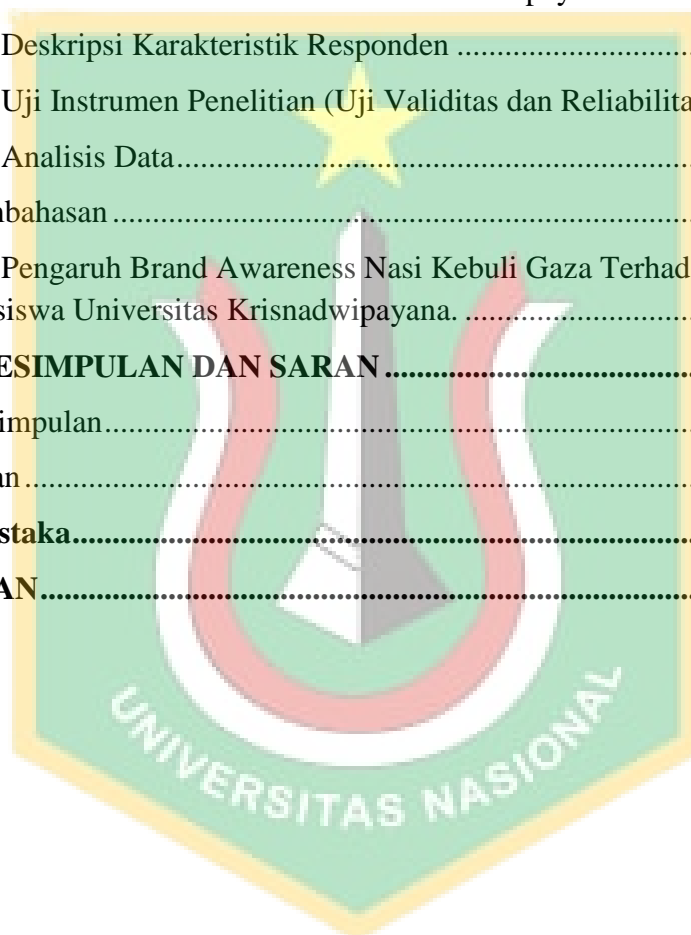 Deskripsi Karakteristik Responden ..............................
Uji Instrumen Penelitian (Uji Validitas dan Reliabilita
Analisis Data.................................................................
nbahasan .........................................................................
Pengaruh Brand Awareness Nasi Kebuli Gaza Terhad
siswa Universitas Krisnadwipayana. .............................
ESIMPULAN DAN SARAN .......................................
impulan..........................................................................
an ....................................................................................
staka...............................................................................
AN...................................................................................
UNIVERSITAS NASIONAL